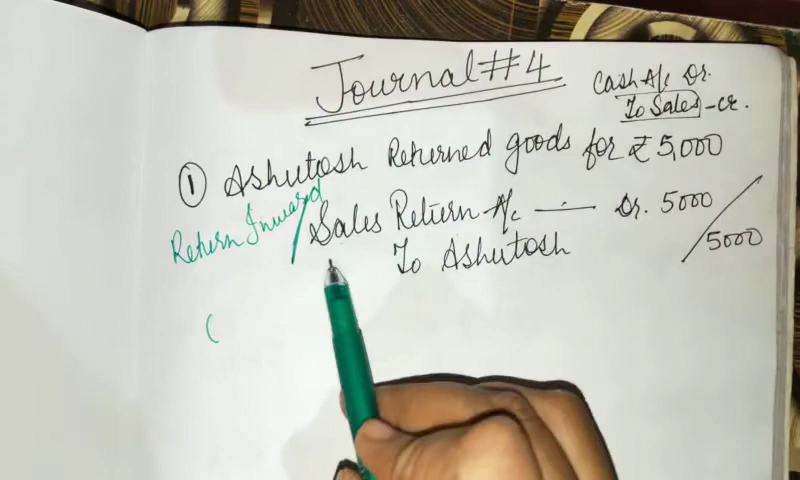 Journal #4
Cash A/c Dr.
To Sales - cr.
① Ashutosh Returned goods for ₹ 5,000
Return Inward / Sales Return A/c — Dr. 5000
To Ashutosh / 5000
(